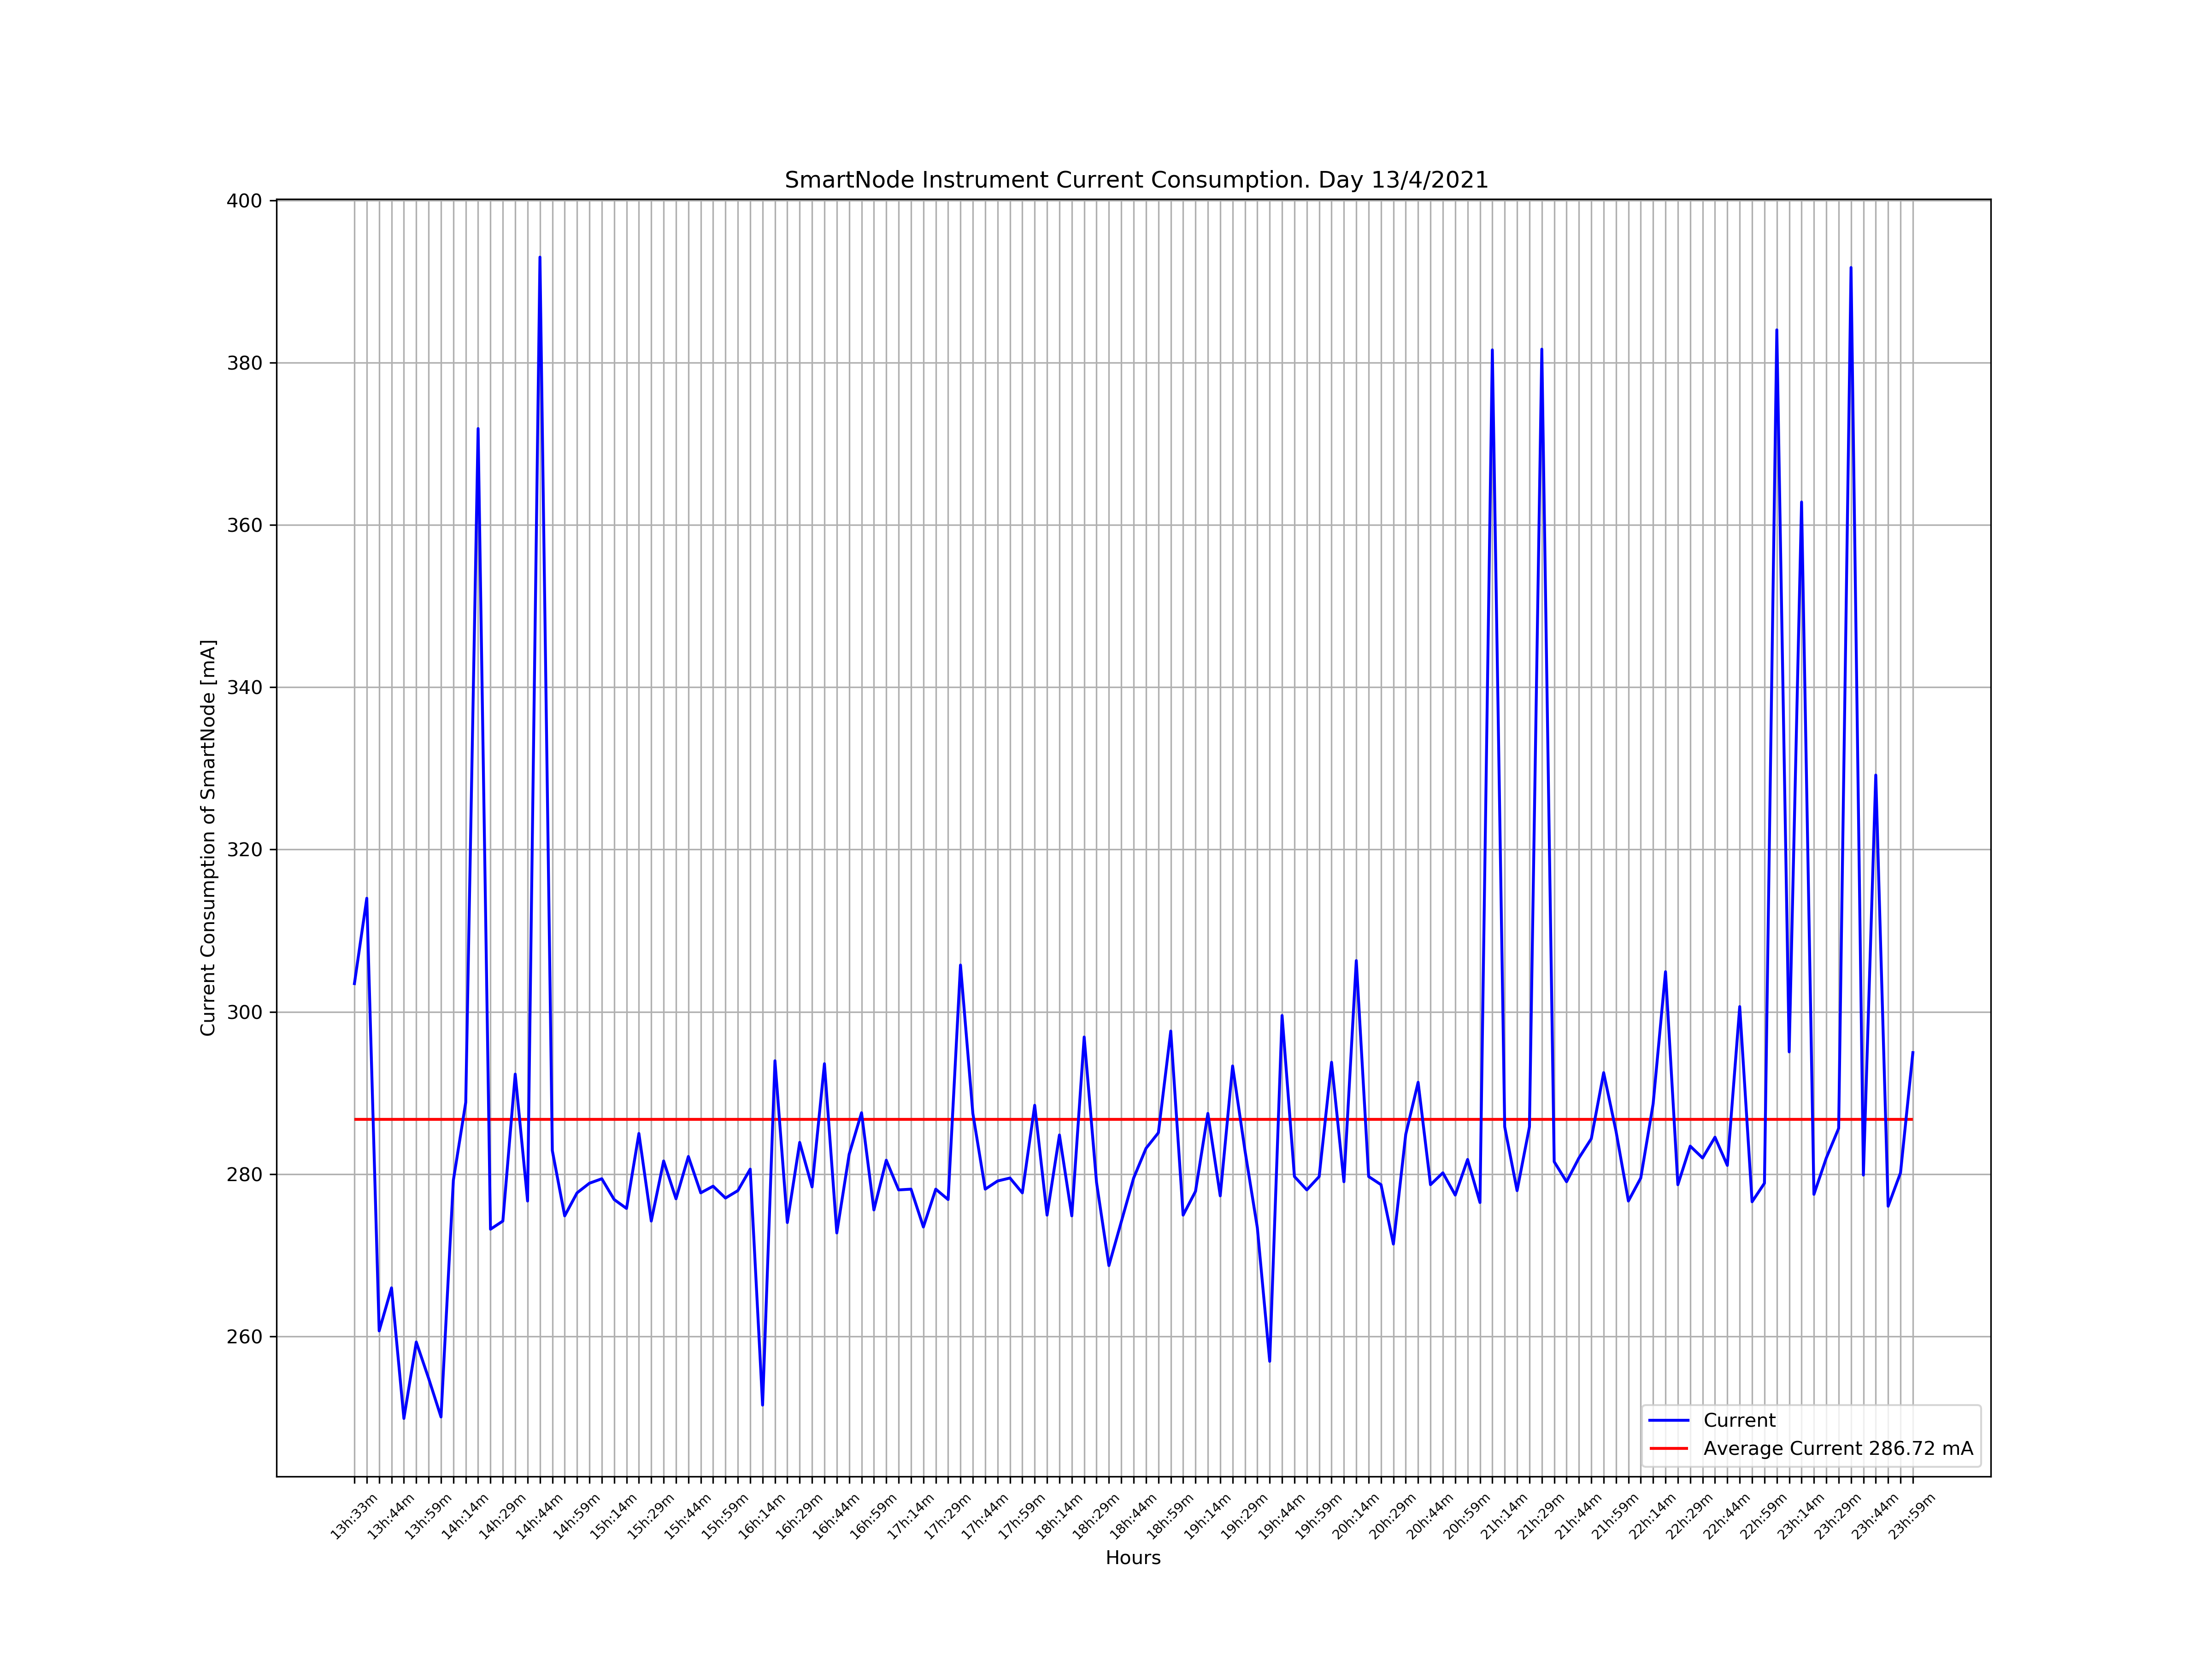 SmartNode Instrument Current Consumption. Day 13/4/2021
400
380
360
340
320
300
280
260
Current Consumption of SmartNode [mA]
Current
Average Current 286.72 mA
13h:33m
13h:44m
13h:59m
14h:14m
14h:29m
14h:44m
14h:59m
15h:14m
15h:29m
15h:44m
15h:59m
16h:14m
16h:29m
16h:44m
16h:59m
17h:14m
17h:29m
17h:44m
17h:59m
18h:14m
18h:29m
18h:44m
18h:59m
19h:14m
19h:29m
19h:44m
19h:59m
20h:14m
20h:29m
20h:44m
20h:59m
21h:14m
21h:29m
21h:44m
21h:59m
22h:14m
22h:29m
22h:44m
22h:59m
23h:14m
23h:29m
23h:44m
23h:59m
Hours